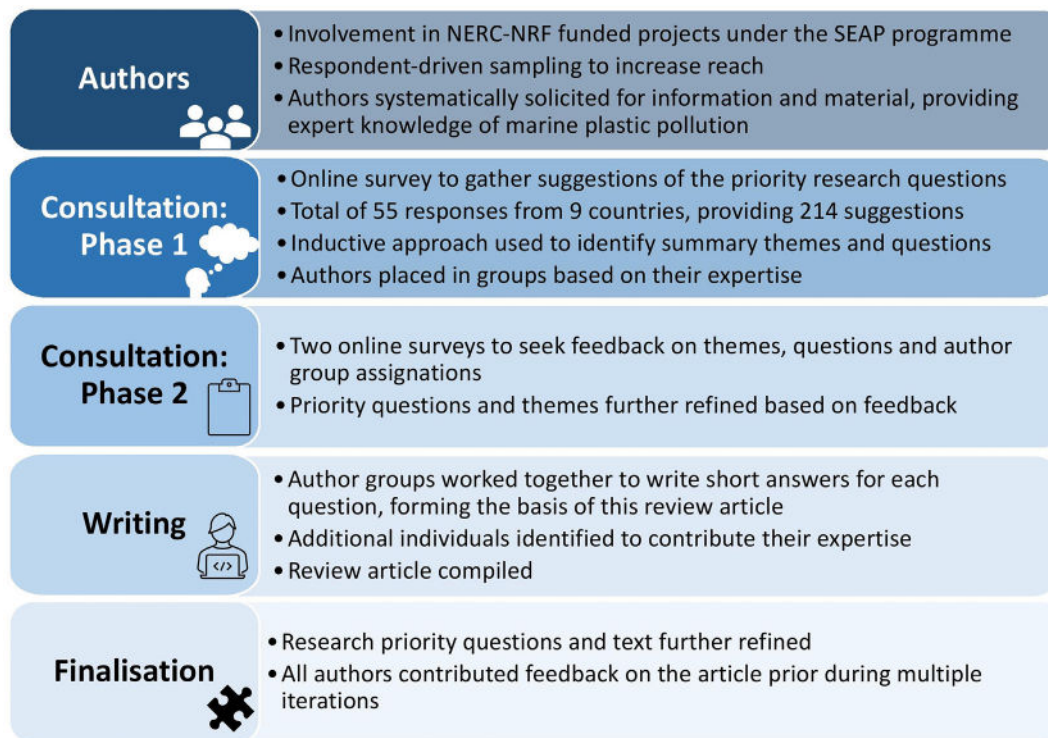 Authors
• Involvement in NERC-NRF funded projects under the SEAP programme
• Respondent-driven sampling to increase reach
• Authors systematically solicited for information and material, providing
expert knowledge of marine plastic pollution
Consultation:
Phase 1
• Online survey to gather suggestions of the priority research questions
• Total of 55 responses from 9 countries, providing 214 suggestions
• Inductive approach used to identify summary themes and questions
• Authors placed in groups based on their expertise
Consultation:
Phase 2
• Two online surveys to seek feedback on themes, questions and author
group assignations
• Priority questions and themes further refined based on feedback
Writing
</>
• Author groups worked together to write short answers for each
question, forming the basis of this review article
• Additional individuals identified to contribute their expertise
• Review article compiled
Finalisation
• Research priority questions and text further refined
• All authors contributed feedback on the article prior during multiple
iterations